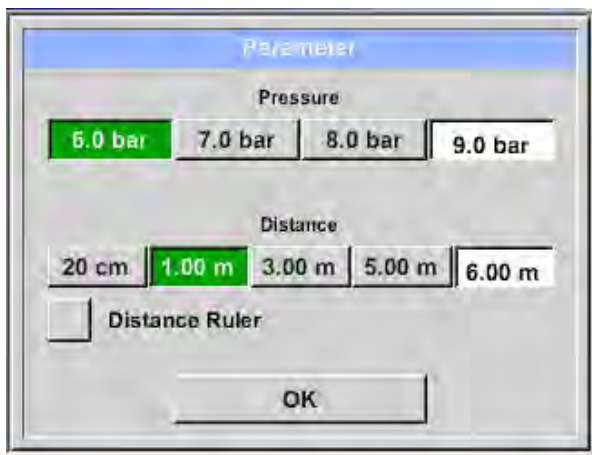 Parameter
Pressure
6.0 bar 7.0 bar 8.0 bar 9.0 bar
Distance
20 cm 1.00 m 3.00 m 5.00 m 6.00 m
Distance Ruler
OK